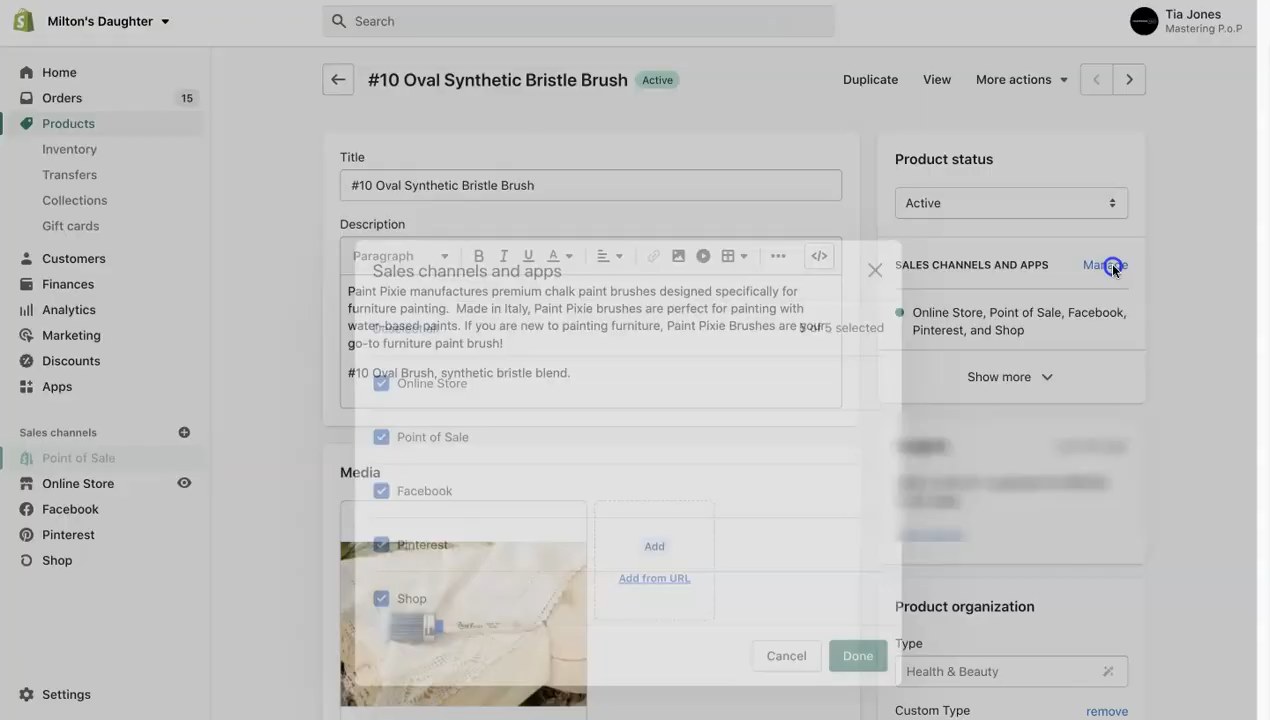 Milton's Daughter
Search
Tia Jones
Mastering P.o.P
Home
Orders
15
Products
Inventory
Transfers
Collections
Gift cards
Customers
Finances
Analytics
Marketing
Discounts
Apps
Sales channels
Point of Sale
Online Store
Facebook
Pinterest
Shop
Settings
#10 Oval Synthetic Bristle Brush
Active
Duplicate
View
More actions
Title
#10 Oval Synthetic Bristle Brush
Description
Paragraph
B I U A
</>
Paint Pixie manufactures premium chalk paint brushes designed specifically for
furniture painting. Made in Italy, Paint Pixie brushes are perfect for painting with
water-based paints. If you are new to painting furniture, Paint Pixie Brushes are your
go-to furniture paint brush!
#10 Oval Brush, synthetic bristle blend.
Media
Add
Add from URL
Sales channels and apps
5 of 5 selected
Online Store
Point of Sale
Facebook
Pinterest
Shop
Cancel
Done
Product status
Active
SALES CHANNELS AND APPS
Manage
Online Store, Point of Sale, Facebook,
Pinterest, and Shop
Show more
Product organization
Type
Health & Beauty
Custom Type
remove